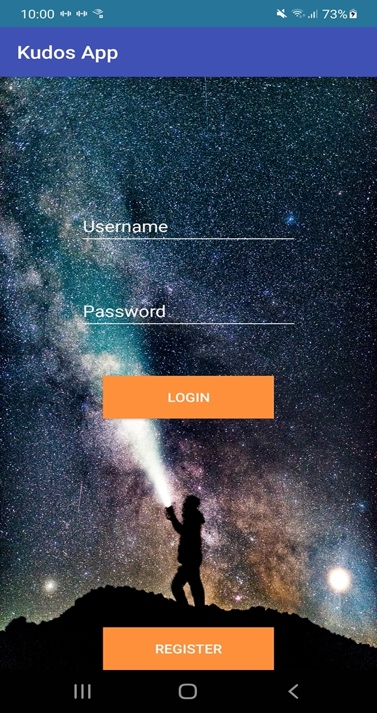 10:00 73%
Kudos App
Username
Password
LOGIN
REGISTER